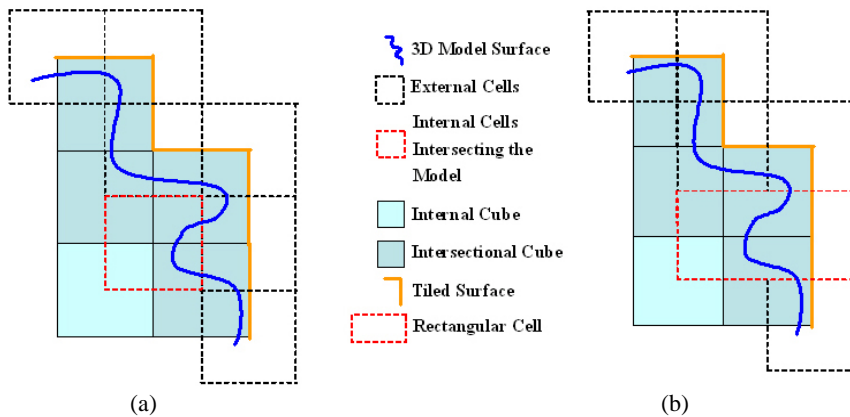 3D Model Surface
External Cells
Internal Cells
Intersecting the
Model
Internal Cube
Intersectional Cube
Tiled Surface
Rectangular Cell
(a)
(b)